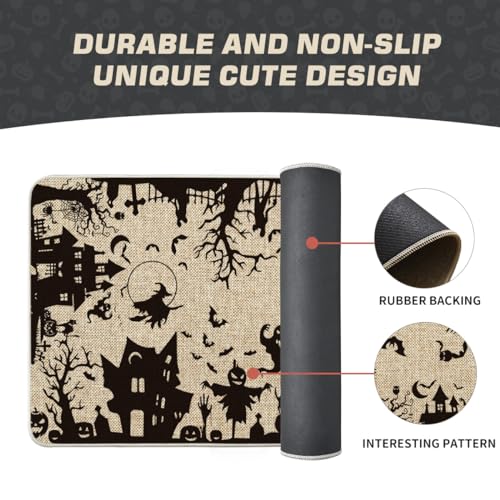 DURABLE AND NON-SLIP
UNIQUE CUTE DESIGN
RUBBER BACKING
INTERESTING PATTERN